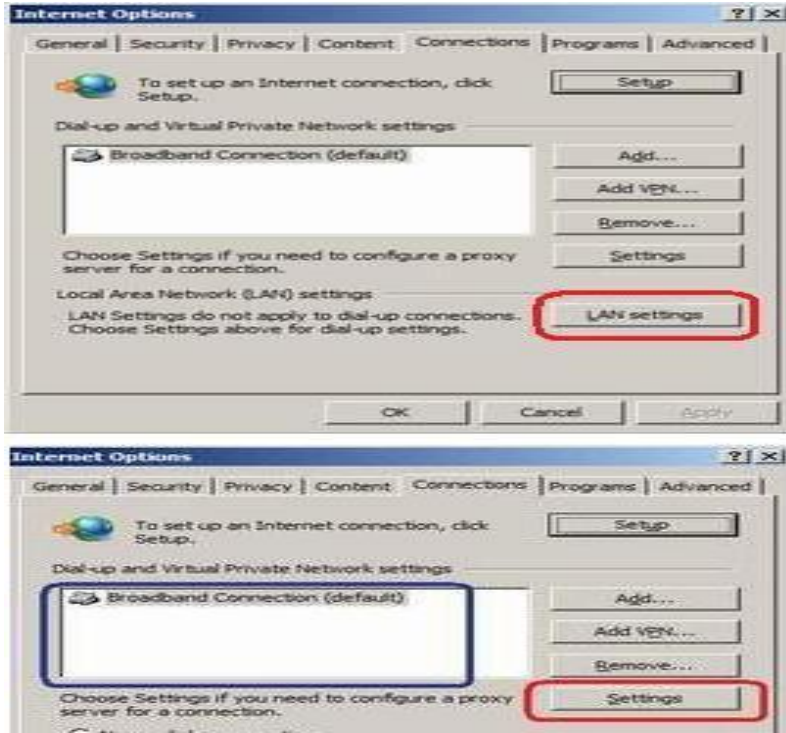 Internet Options
General Security Privacy Content Connections Programs Advanced
To set up an Internet connection, click
Setup.
Setup
Dial-up and Virtual Private Network settings
Broadband Connection (default)
Add...
Add VPN...
Remove...
Choose Settings if you need to configure a proxy
server for a connection.
Settings
Local Area Network (LAN) settings
LAN Settings do not apply to dial-up connections.
Choose Settings above for dial-up settings.
LAN settings
OK Cancel Apply
Internet Options
General Security Privacy Content Connections Programs Advanced
To set up an Internet connection, click
Setup.
Setup
Dial-up and Virtual Private Network settings
Broadband Connection (default)
Add...
Add VPN...
Remove...
Choose Settings if you need to configure a proxy
server for a connection.
Settings